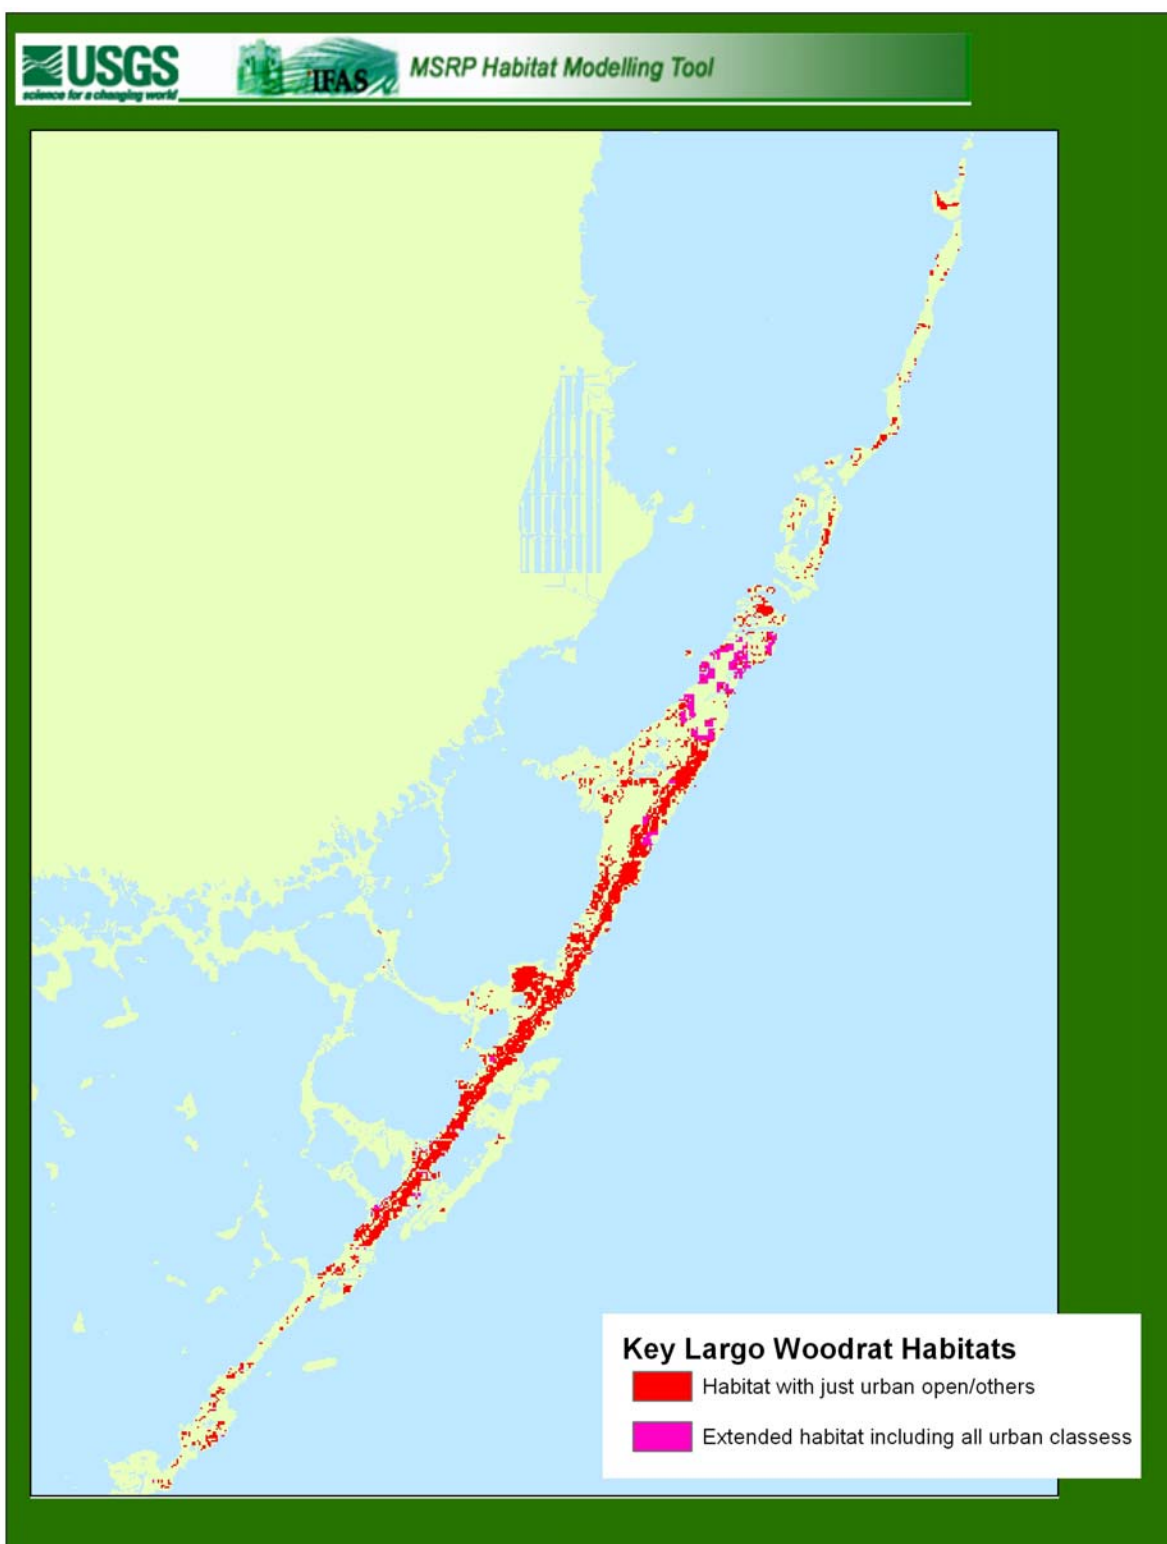 USGS
science for a changing world
IFAS
MSRP Habitat Modelling Tool
Key Largo Woodrat Habitats
Habitat with just urban open/others
Extended habitat including all urban classess